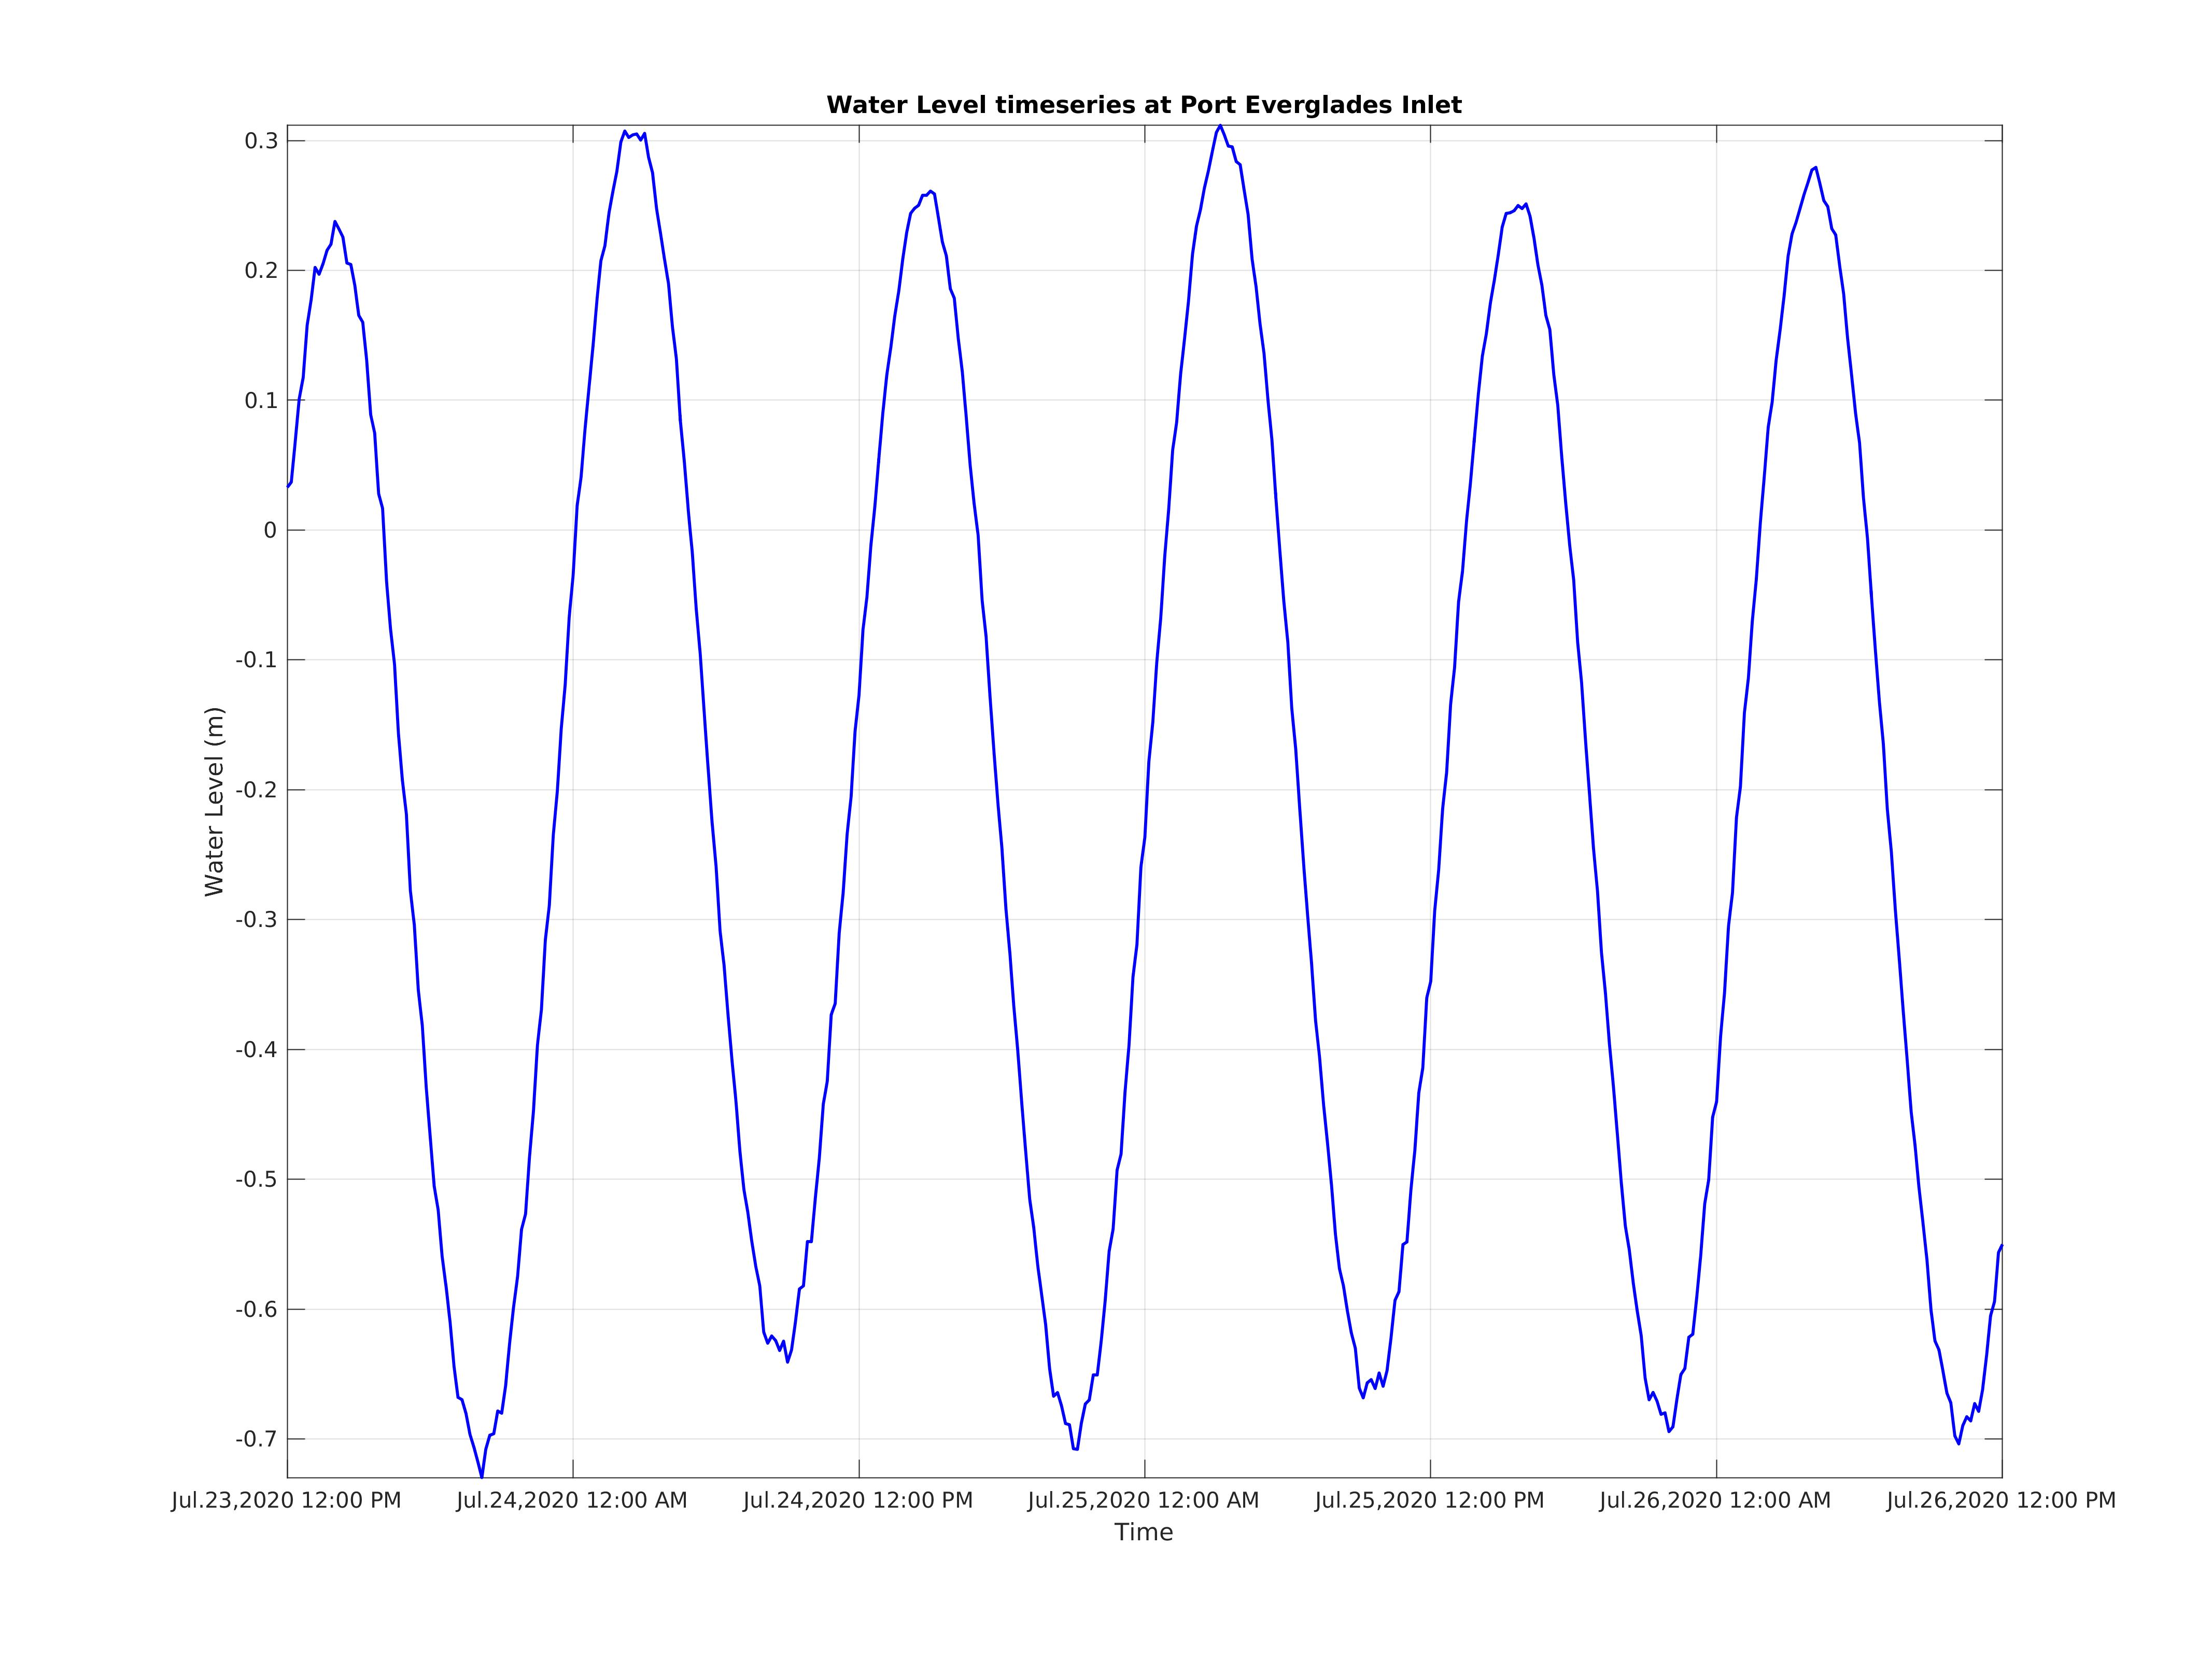 Water Level timeseries at Port Everglades Inlet
0.3
0.2
0.1
0
-0.1
-0.2
-0.3
-0.4
-0.5
-0.6
-0.7
Water Level (m)
Jul.23,2020 12:00 PM
Jul.24,2020 12:00 AM
Jul.24,2020 12:00 PM
Jul.25,2020 12:00 AM
Jul.25,2020 12:00 PM
Jul.26,2020 12:00 AM
Jul.26,2020 12:00 PM
Time